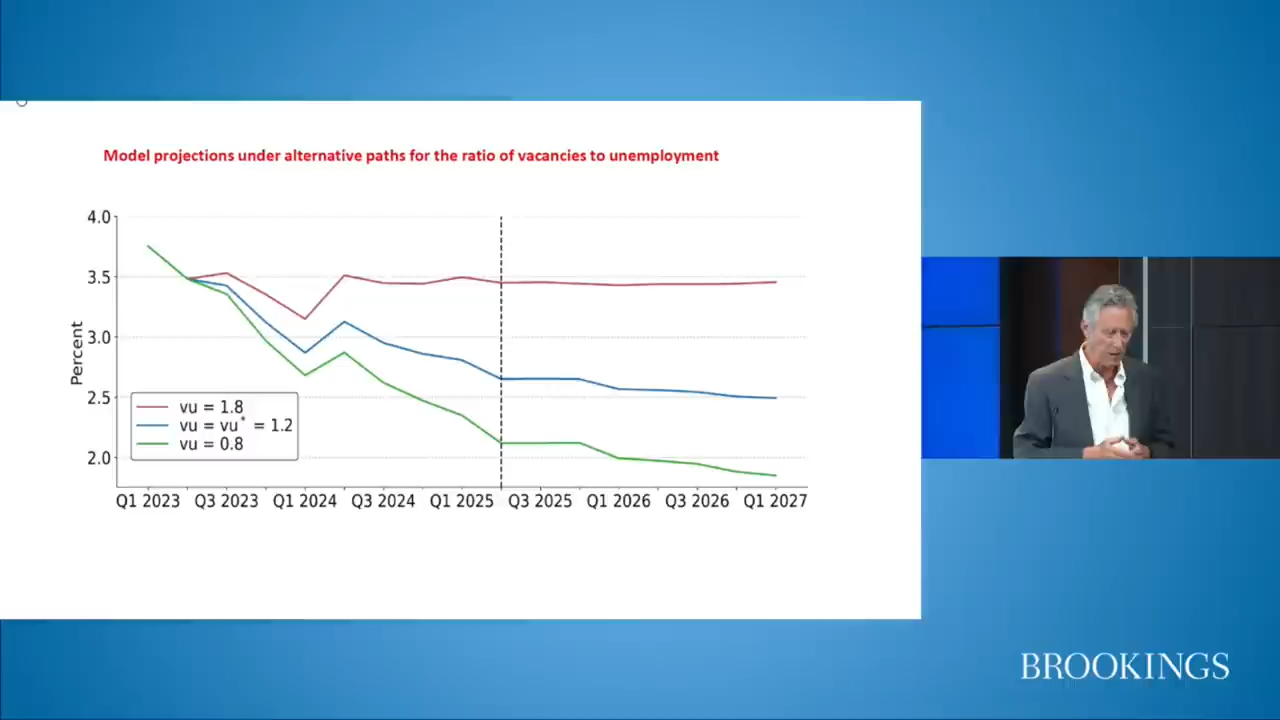 Model projections under alternative paths for the ratio of vacancies to unemployment
4.0
3.5
3.0
2.5
2.0
Percent
vu = 1.8
vu = vu* = 1.2
vu = 0.8
Q1 2023 Q3 2023 Q1 2024 Q3 2024 Q1 2025 Q3 2025 Q1 2026 Q3 2026 Q1 2027
BROOKINGS